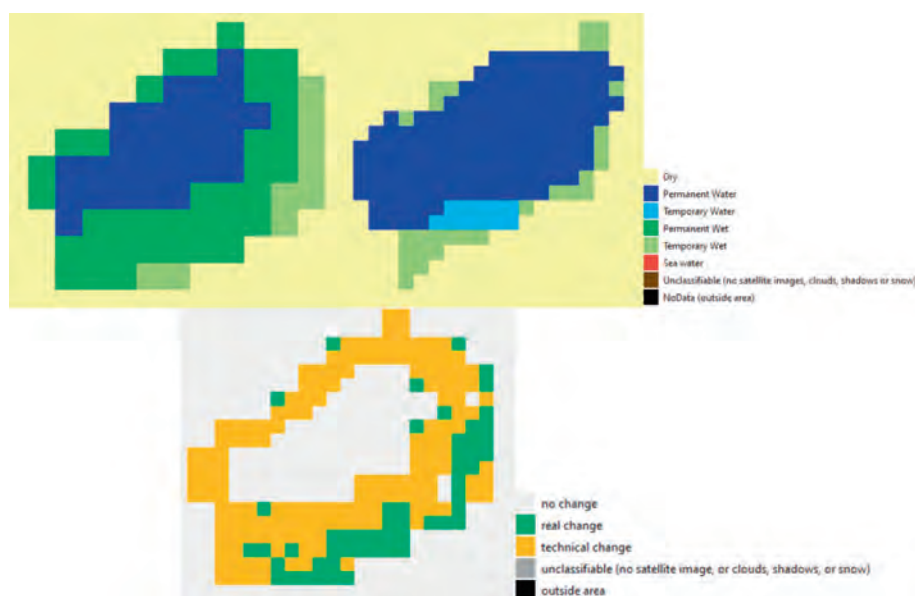 Dry
Permanent Water
Temporary Water
Permanent Wet
Temporary Wet
Sea water
Unclassifiable (no satellite images, clouds, shadows or snow)
NoData (outside area)
no change
real change
technical change
unclassifiable (no satellite image, or clouds, shadows, or snow)
outside area